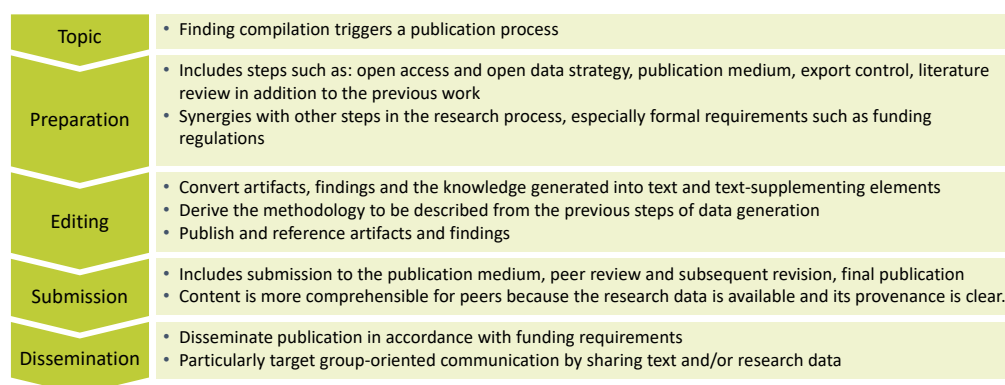 Topic
• Finding compilation triggers a publication process
Preparation
• Includes steps such as: open access and open data strategy, publication medium, export control, literature
review in addition to the previous work
• Synergies with other steps in the research process, especially formal requirements such as funding
regulations
Editing
• Convert artifacts, findings and the knowledge generated into text and text-supplementing elements
• Derive the methodology to be described from the previous steps of data generation
• Publish and reference artifacts and findings
Submission
• Includes submission to the publication medium, peer review and subsequent revision, final publication
• Content is more comprehensible for peers because the research data is available and its provenance is clear.
Dissemination
• Disseminate publication in accordance with funding requirements
• Particularly target group-oriented communication by sharing text and/or research data